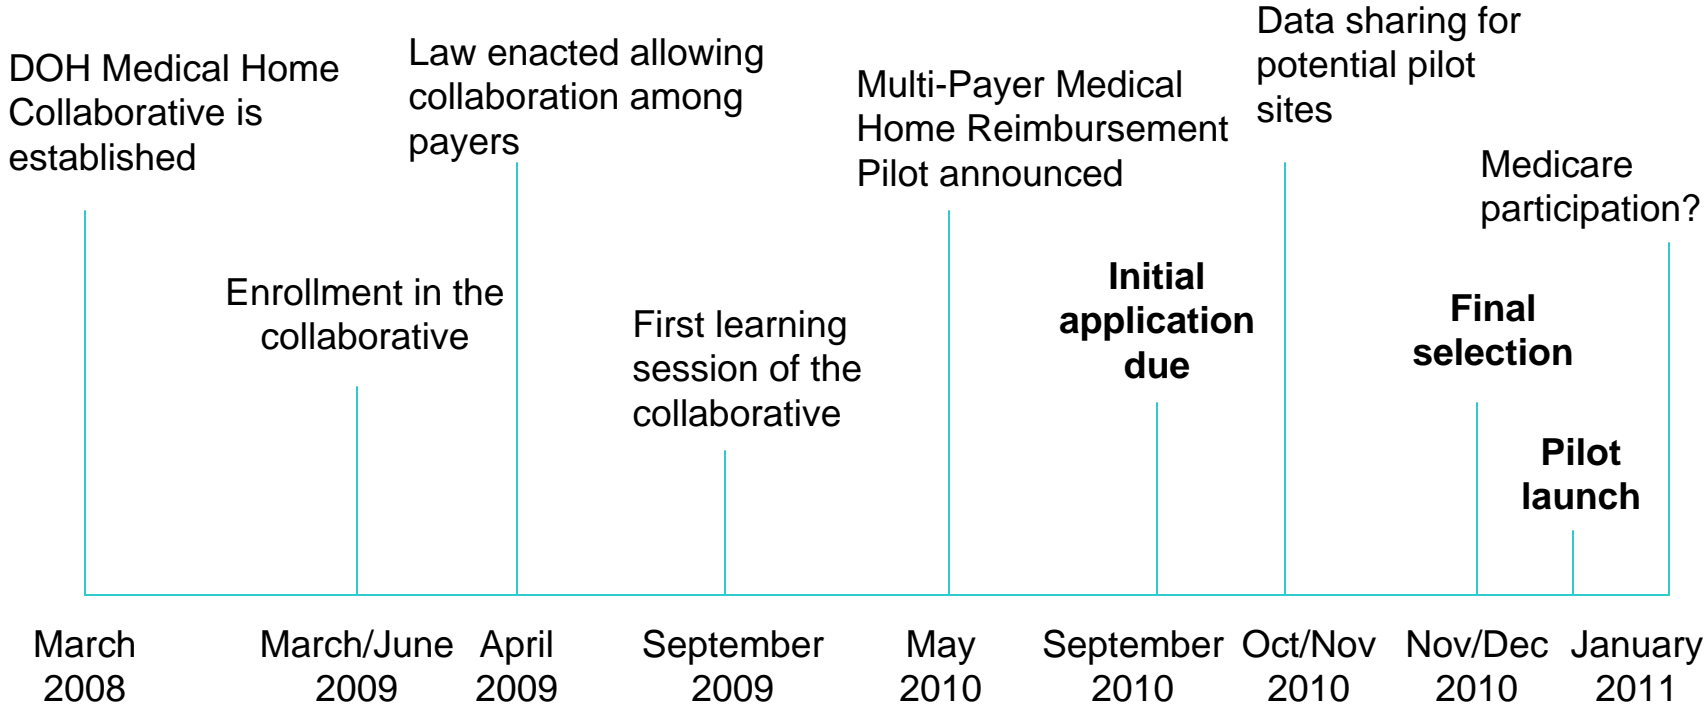 DOH Medical Home
Collaborative is
established
Law enacted allowing
collaboration among
payers
Multi-Payer Medical
Home Reimbursement
Pilot announced
Data sharing for
potential pilot
sites
Medicare
participation?
Enrollment in the
collaborative
First learning
session of the
collaborative
Initial
application
due
Final
selection
Pilot
launch
March
2008
March/June
2009
April
2009
September
2009
May
2010
September
2010
Oct/Nov
2010
Nov/Dec
2010
January
2011